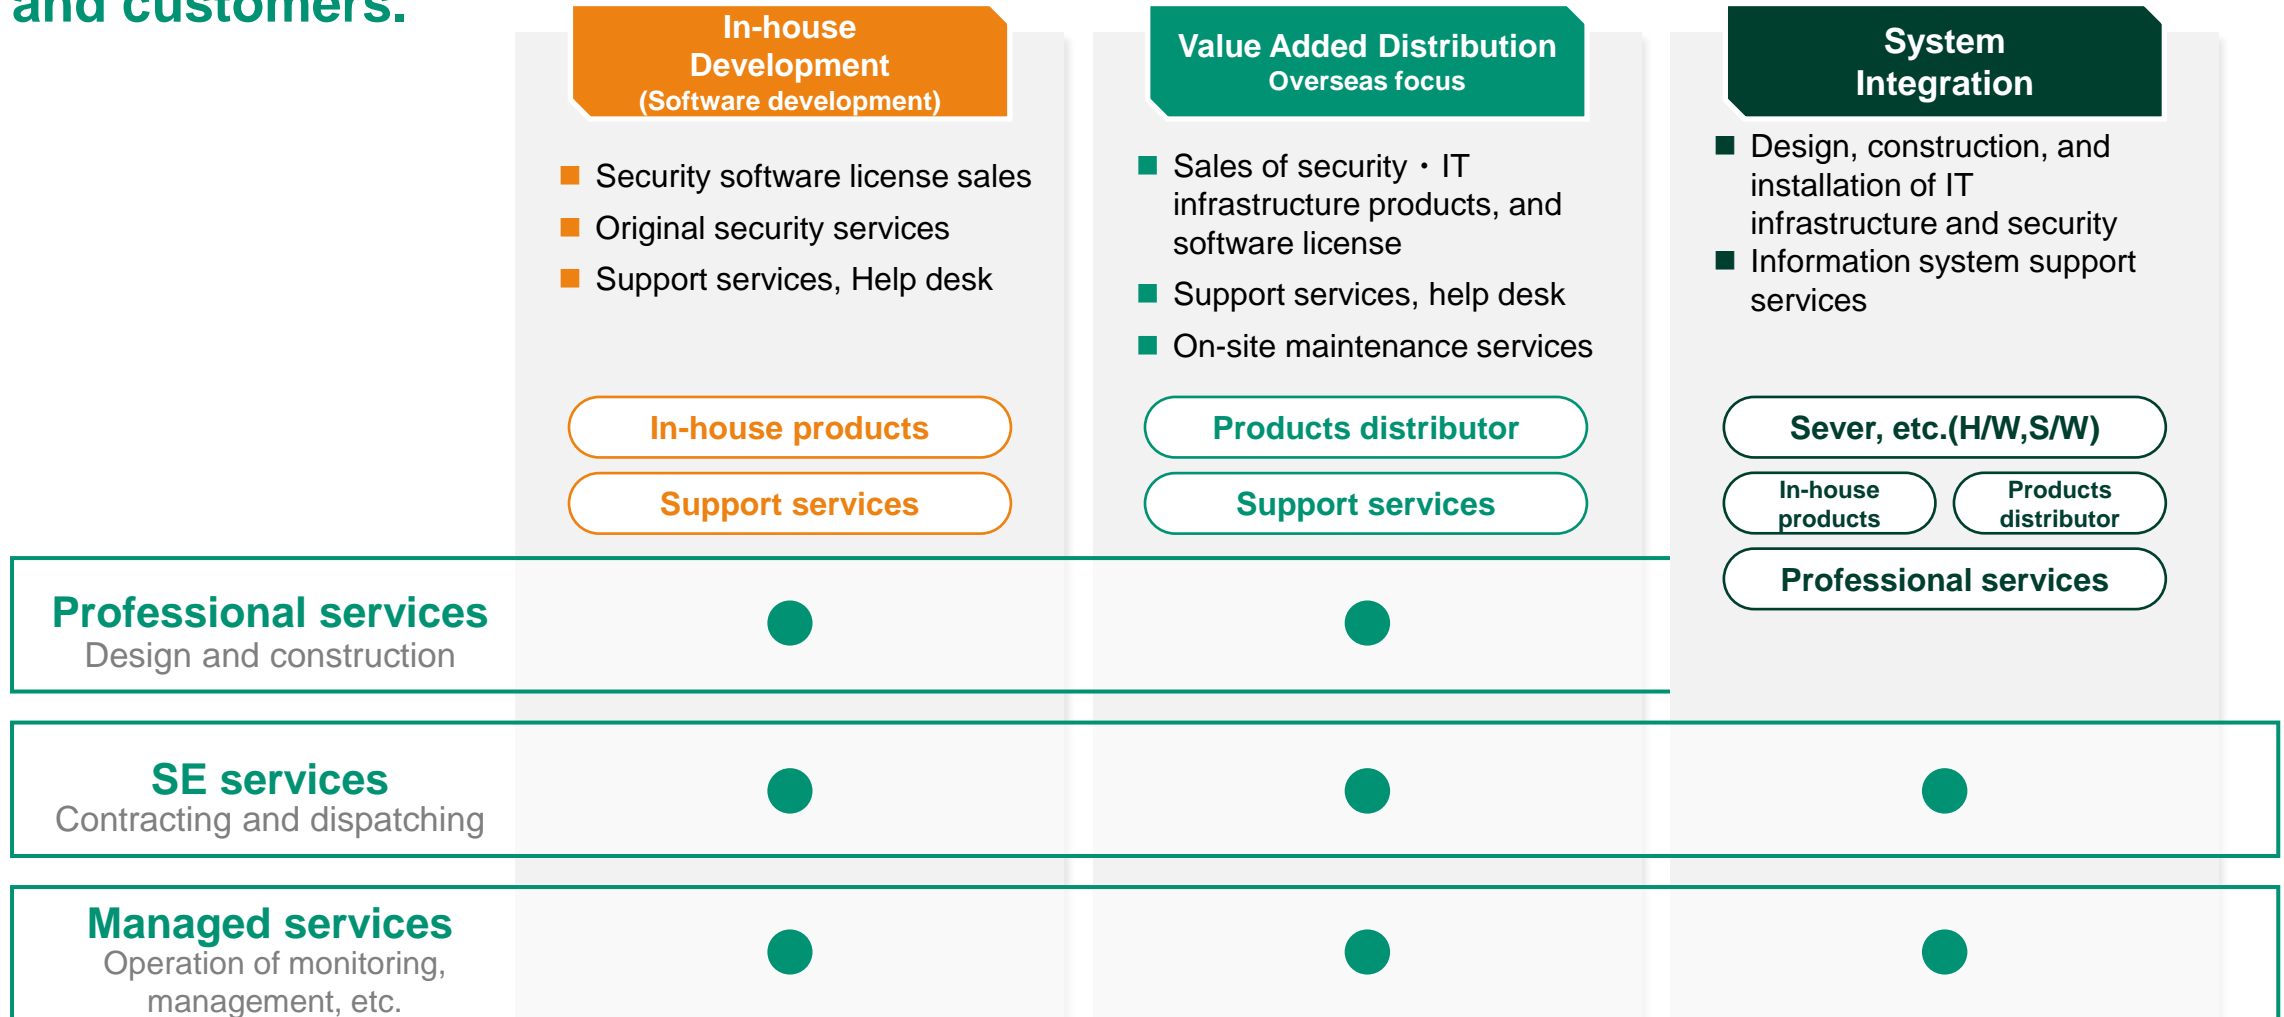 and customers.
In-house
Development
(Software development)
Security software license sales
Original security services
Support services, Help desk
In-house products
Support services
Value Added Distribution
Overseas focus
Sales of security・IT
infrastructure products, and
software license
Support services, help desk
On-site maintenance services
Products distributor
Support services
System
Integration
Design, construction, and
installation of IT
infrastructure and security
Information system support
services
Sever, etc.(H/W,S/W)
In-house
products
Products
distributor
Professional services
Professional services
Design and construction
SE services
Contracting and dispatching
Managed services
Operation of monitoring,
management, etc.